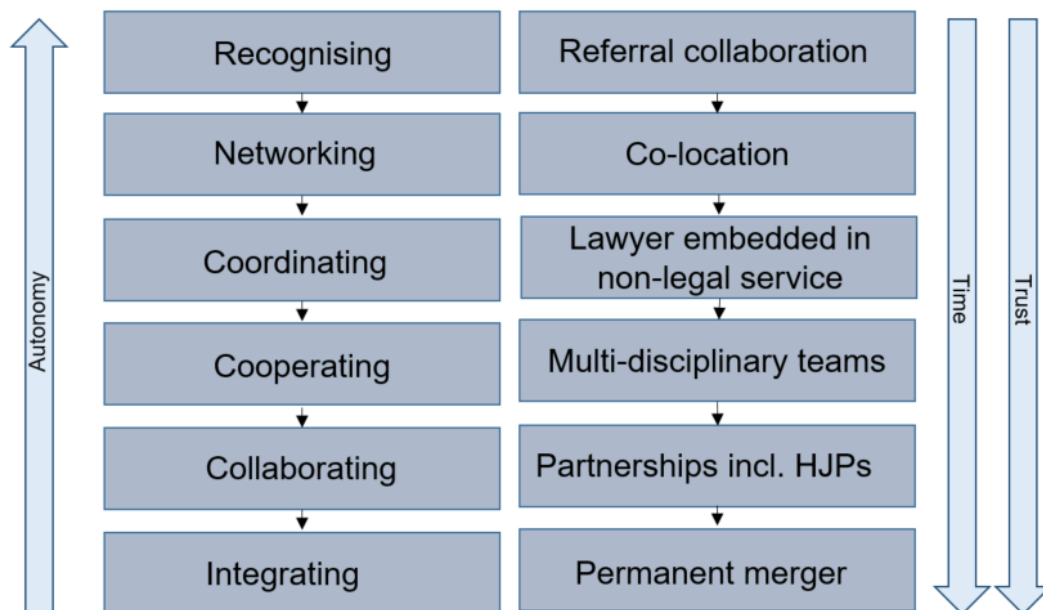 Autonomy
Recognising
Networking
Coordinating
Cooperating
Collaborating
Integrating
Referral collaboration
Co-location
Lawyer embedded in
non-legal service
Multi-disciplinary teams
Partnerships incl. HJPs
Permanent merger
Time
Trust